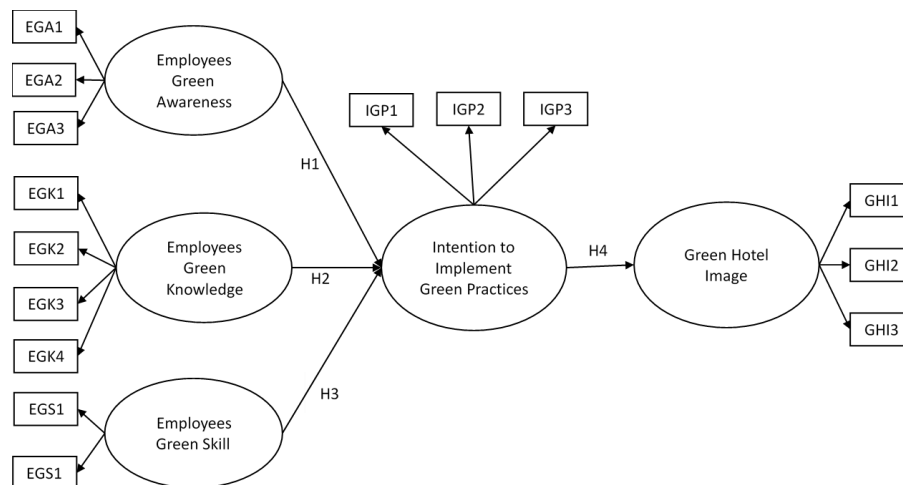 EGA1
EGA2
EGA3
Employees
Green
Awareness
IGP1
IGP2
IGP3
H1
EGK1
EGK2
EGK3
EGK4
Employees
Green
Knowledge
H2
Intention to
Implement
Green Practices
H4
Green Hotel
Image
GHI1
GHI2
GHI3
H3
EGS1
EGS1
Employees
Green Skill